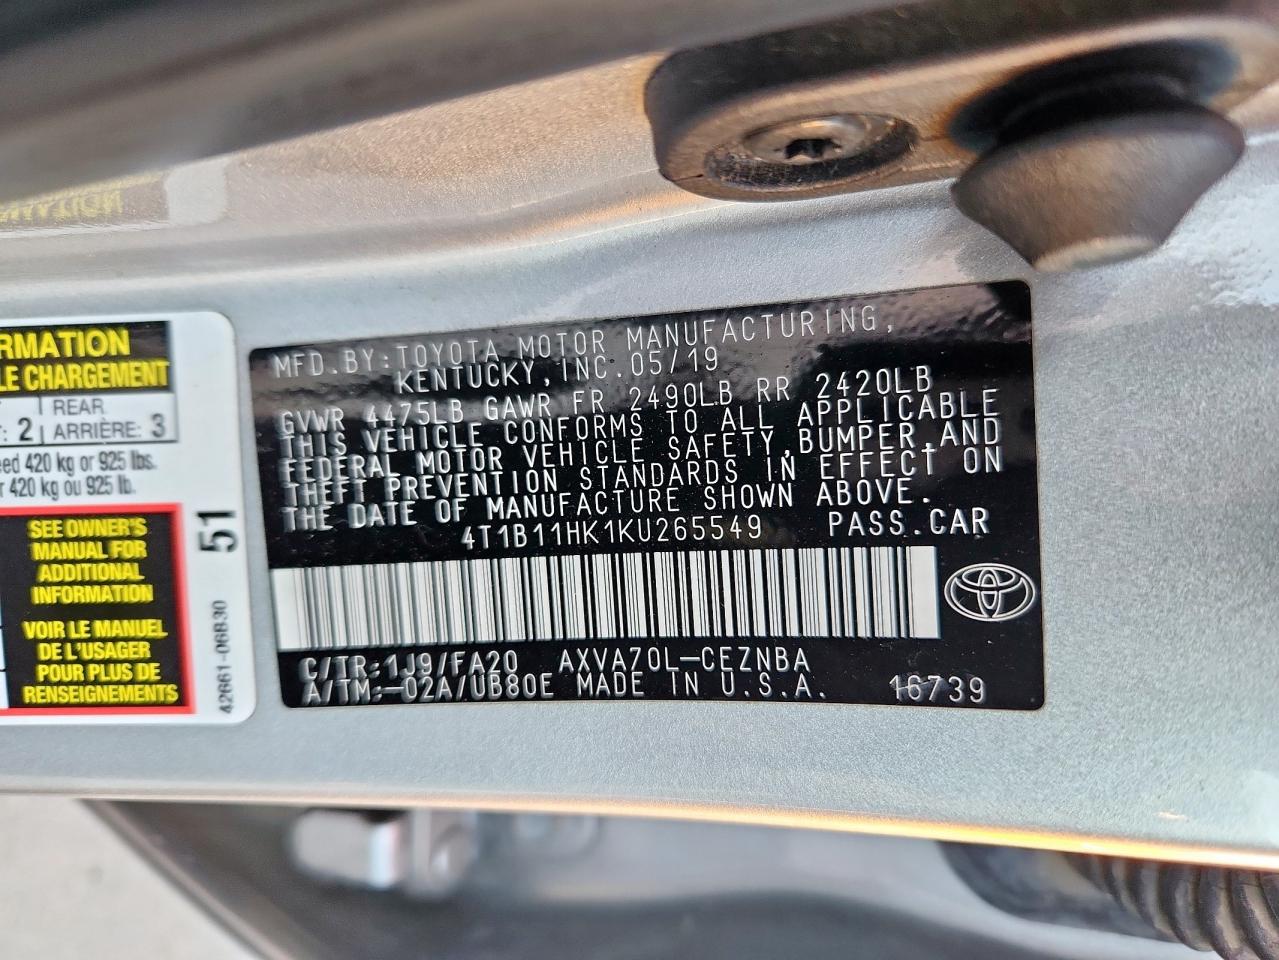 RMATION
LE CHARGEMENT
: 2 REAR
ARRIÈRE: 3
eed 420 kg or 925 lbs.
r 420 kg ou 925 lb.
SEE OWNER'S
MANUAL FOR
ADDITIONAL
INFORMATION
VOIR LE MANUEL
DE L'USAGER
POUR PLUS DE
RENSEIGNEMENTS
51
42661-06B30
MFD.BY:TOYOTA MOTOR MANUFACTURING,
KENTUCKY,INC.05/19
GVWR 4475LB GAWR FR 2490LB RR 2420LB
THIS VEHICLE CONFORMS TO ALL APPLICABLE
FEDERAL MOTOR VEHICLE SAFETY,BUMPER,AND
THEFT PREVENTION STANDARDS IN EFFECT ON
THE DATE OF MANUFACTURE SHOWN ABOVE.
4T1B11HK1KU265549 PASS.CAR
C/TR:1J9/FA20 AXVA70L-CEZNBA
A/TM:-02A/UB80E MADE IN U.S.A. 16739